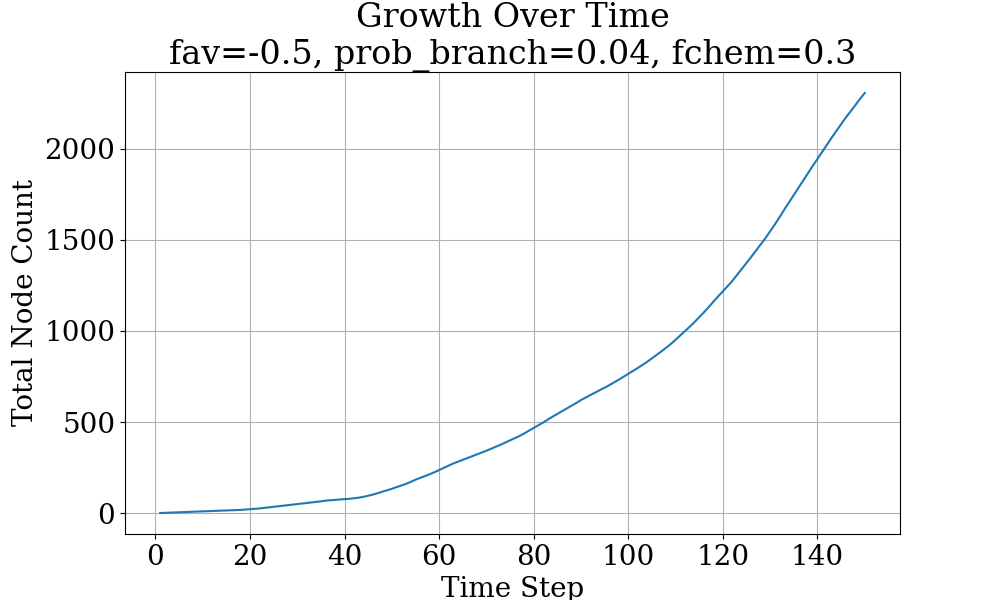 Growth Over Time
fav=-0.5, prob_branch=0.04, fchem=0.3
Total Node Count
2000
1500
1000
500
0
0 20 40 60 80 100 120 140
Time Step